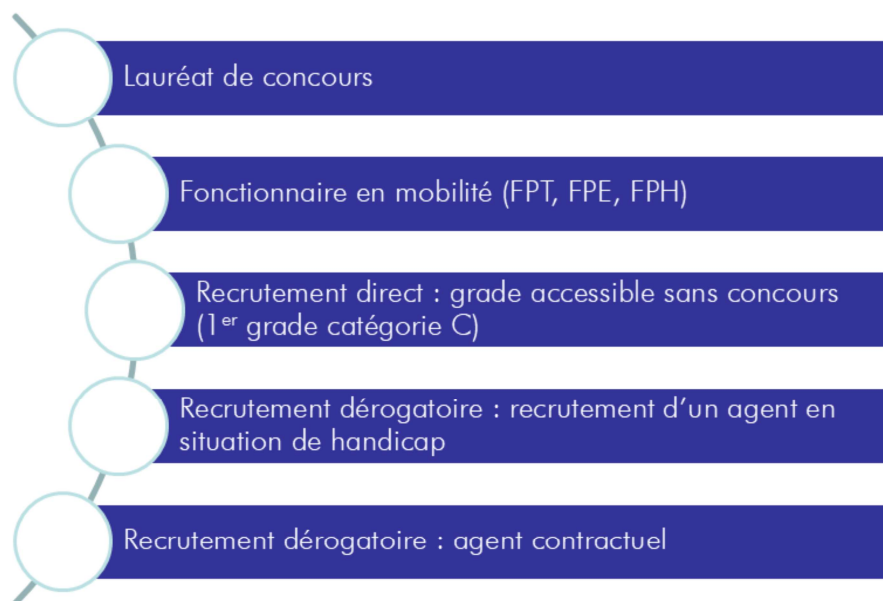 Lauréat de concours
Fonctionnaire en mobilité (FPT, FPE, FPH)
Recrutement direct : grade accessible sans concours
(1er grade catégorie C)
Recrutement dérogatoire : recrutement d’un agent en
situation de handicap
Recrutement dérogatoire : agent contractuel